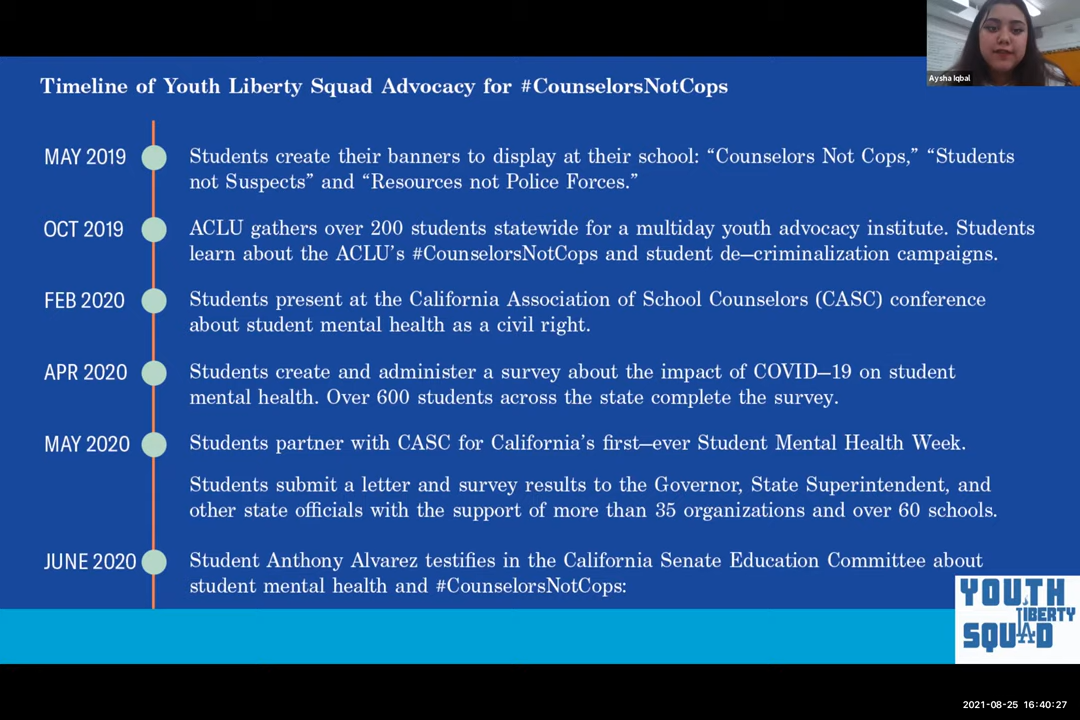 Aysha Iqbal
Timeline of Youth Liberty Squad Advocacy for #CounselorsNotCops
MAY 2019
Students create their banners to display at their school: “Counselors Not Cops,” “Students
not Suspects” and “Resources not Police Forces.”
OCT 2019
ACLU gathers over 200 students statewide for a multiday youth advocacy institute. Students
learn about the ACLU’s #CounselorsNotCops and student de–criminalization campaigns.
FEB 2020
Students present at the California Association of School Counselors (CASC) conference
about student mental health as a civil right.
APR 2020
Students create and administer a survey about the impact of COVID–19 on student
mental health. Over 600 students across the state complete the survey.
MAY 2020
Students partner with CASC for California’s first–ever Student Mental Health Week.
Students submit a letter and survey results to the Governor, State Superintendent, and
other state officials with the support of more than 35 organizations and over 60 schools.
JUNE 2020
Student Anthony Alvarez testifies in the California Senate Education Committee about
student mental health and #CounselorsNotCops:
YOUTH
LIBERTY
SQUAD
2021-08-25 16:40:27